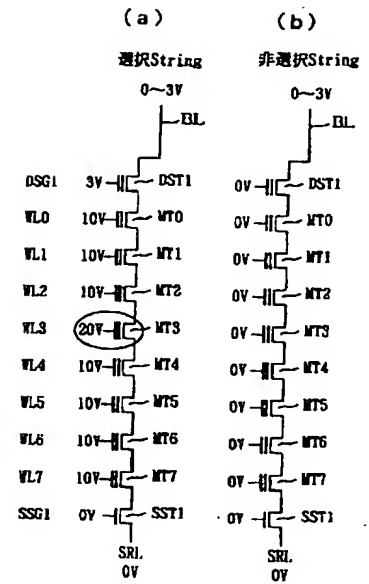 (a) (b)
選択String 非選択String
0~3V 0~3V
BL BL
DSG1 3V DST1 0V DST1
WL0 10V MT0 0V MT0
WL1 10V MT1 0V MT1
WL2 10V MT2 0V MT2
WL3 20V MT3 0V MT3
WL4 10V MT4 0V MT4
WL5 10V MT5 0V MT5
WL6 10V MT6 0V MT6
WL7 10V MT7 0V MT7
SSG1 0V SST1 0V SST1
SRL SRL
0V 0V